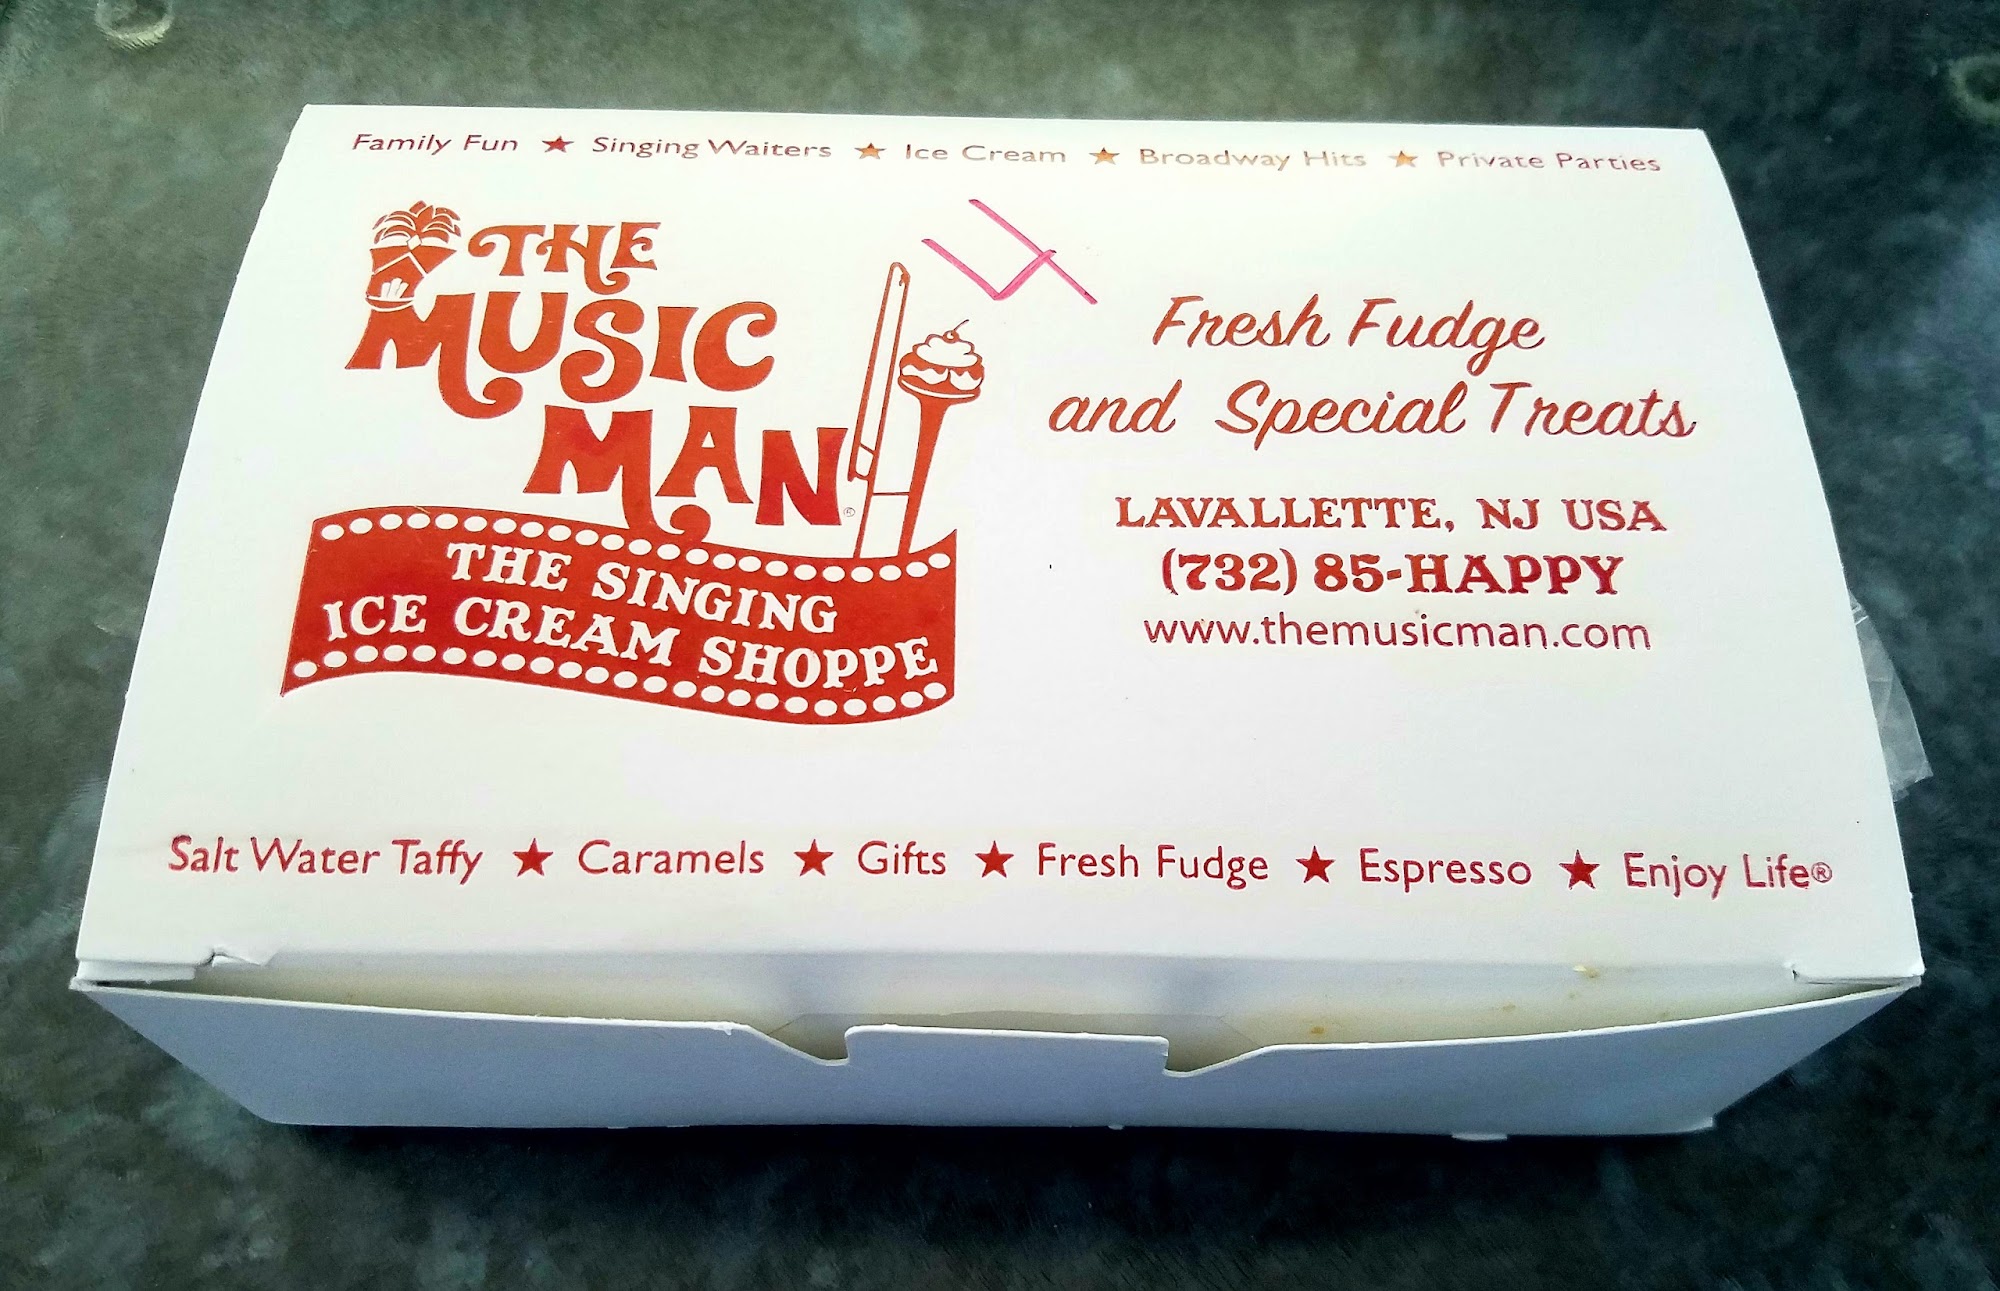 Family Fun ★ Singing Waiters ★ Ice Cream ★ Broadway Hits ★ Private Parties
THE
MUSIC
MAN®
THE SINGING
ICE CREAM SHOPPE
4
Fresh Fudge
and Special Treats
LAVALLETTE, NJ USA
(732) 85-HAPPY
www.themusicman.com
Salt Water Taffy ★ Caramels ★ Gifts ★ Fresh Fudge ★ Espresso ★ Enjoy Life®